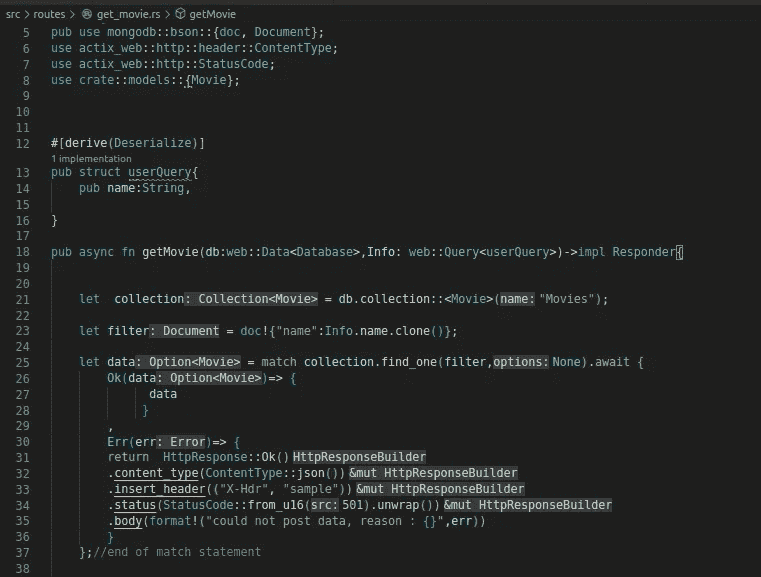 src > routes > get_movie.rs > getMovie
5 pub use mongodb::bson::{doc, Document};
6 use actix_web::http::header::ContentType;
7 use actix_web::http::StatusCode;
8 use crate::models::{Movie};
9
10
11
12 #[derive(Deserialize)]
1 implementation
13 pub struct userQuery{
14     pub name:String,
15
16 }
17
18 pub async fn getMovie(db:web::Data<Database>,Info: web::Query<userQuery>)->impl Responder{
19
20
21     let  collection: Collection<Movie> = db.collection::<Movie>(name: "Movies");
22
23     let filter: Document = doc!{"name":Info.name.clone()};
24
25     let data: Option<Movie> = match collection.find_one(filter,options: None).await {
26         Ok(data: Option<Movie>)=> {
27               data
28              }
29         ,
30         Err(err: Error)=> {
31         return  HttpResponse::Ok() HttpResponseBuilder
32         .content_type(ContentType::json()) &mut HttpResponseBuilder
33         .insert_header(("X-Hdr", "sample")) &mut HttpResponseBuilder
34         .status(StatusCode::from_u16(src: 501).unwrap()) &mut HttpResponseBuilder
35         .body(format!("could not post data, reason : {}",err))
36         }
37     };//end of match statement
38